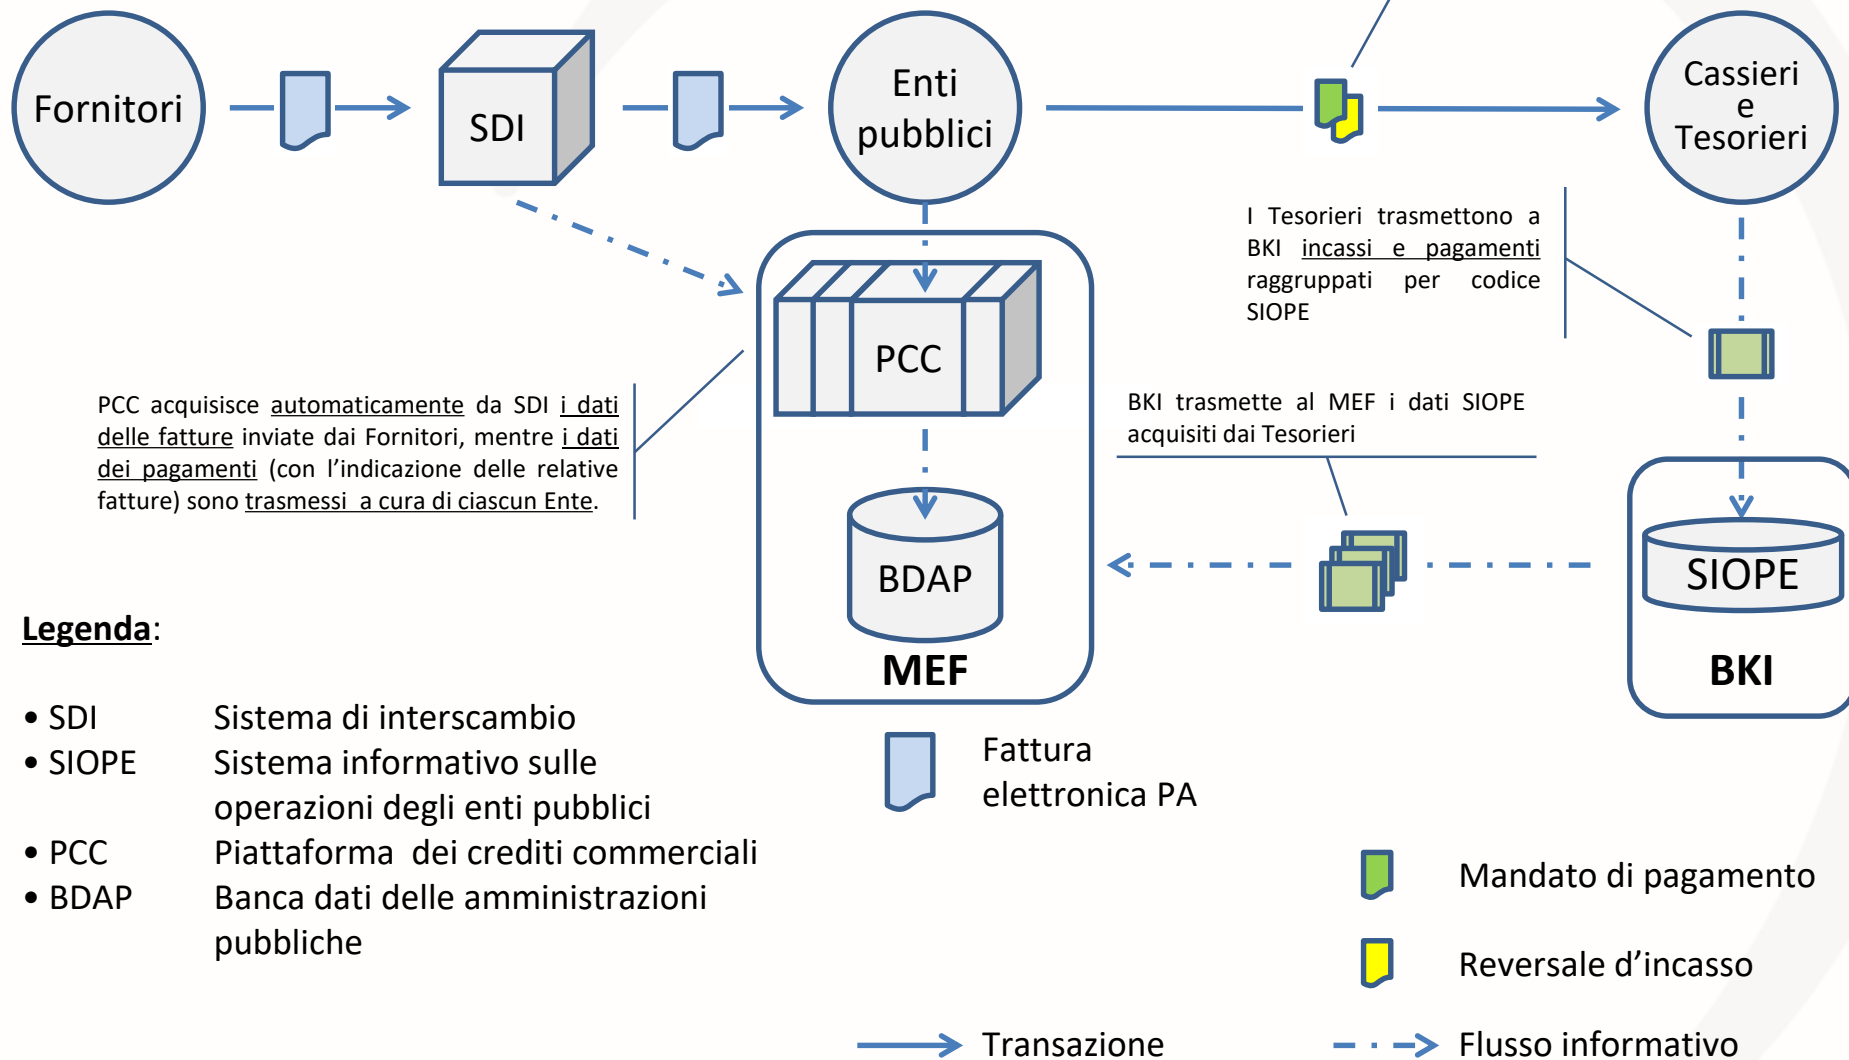 Fornitori
SDI
Enti
pubblici
Cassieri
e
Tesorieri
I Tesorieri trasmettono a
BKI incassi e pagamenti
raggruppati per codice
SIOPE
PCC
BKI trasmette al MEF i dati SIOPE
acquisiti dai Tesorieri
PCC acquisisce automaticamente da SDI i dati
delle fatture inviate dai Fornitori, mentre i dati
dei pagamenti (con l’indicazione delle relative
fatture) sono trasmessi a cura di ciascun Ente.
BDAP
SIOPE
MEF
BKI
Legenda:
• SDI Sistema di interscambio
• SIOPE Sistema informativo sulle
operazioni degli enti pubblici
• PCC Piattaforma dei crediti commerciali
• BDAP Banca dati delle amministrazioni
pubbliche
Fattura
elettronica PA
Mandato di pagamento
Reversale d’incasso
Transazione
Flusso informativo